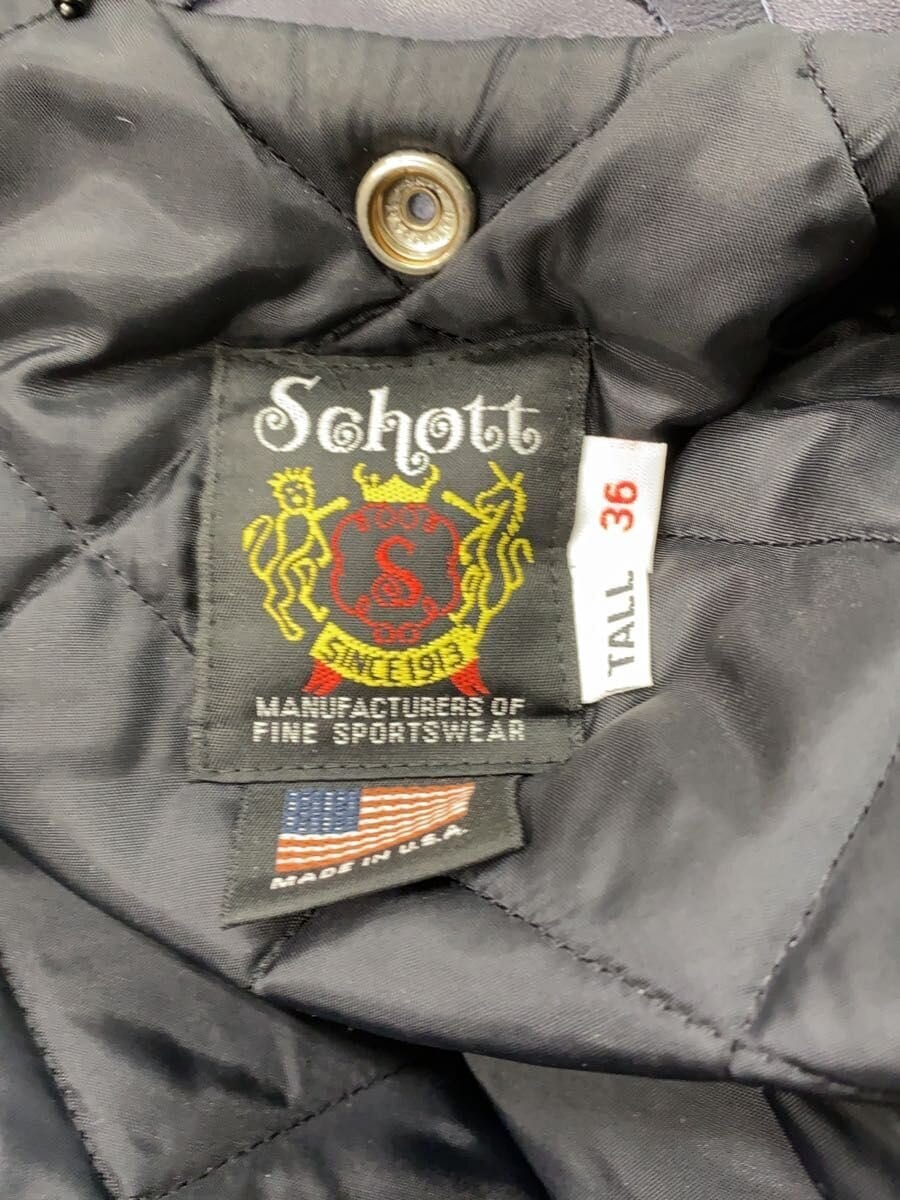 Schott
S
SINCE 1913
MANUFACTURERS OF
FINE SPORTSWEAR
TALL 36
MADE IN U.S.A.